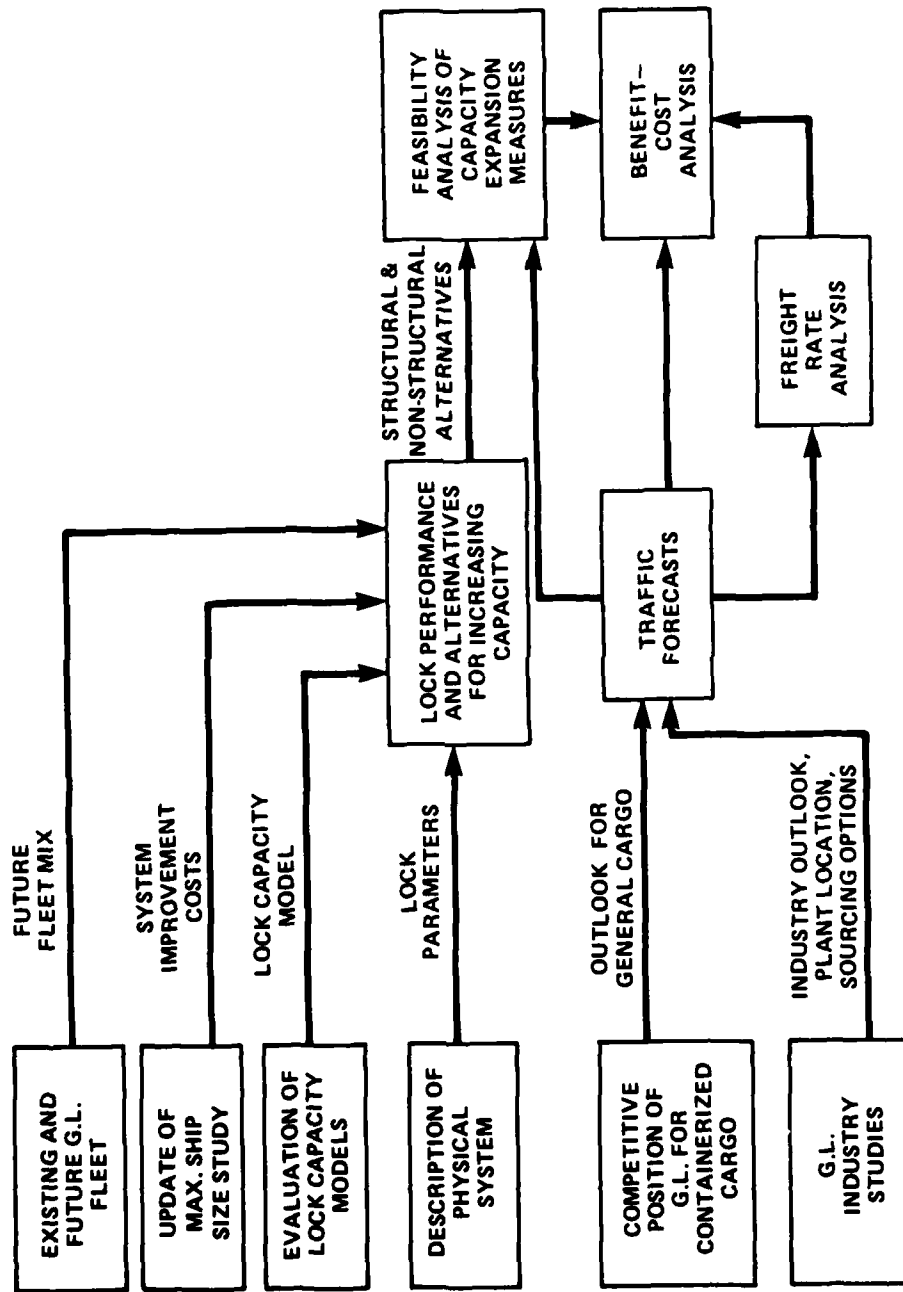 EXISTING AND
FUTURE G.L.
FLEET
FUTURE
FLEET MIX
UPDATE OF
MAX. SHIP
SIZE STUDY
SYSTEM
IMPROVEMENT
COSTS
EVALUATION OF
LOCK CAPACITY
MODELS
LOCK CAPACITY
MODEL
DESCRIPTION OF
PHYSICAL
SYSTEM
LOCK
PARAMETERS
LOCK PERFORMANCE
AND ALTERNATIVES
FOR INCREASING
CAPACITY
STRUCTURAL &
NON-STRUCTURAL
ALTERNATIVES
FEASIBILITY
ANALYSIS OF
CAPACITY
EXPANSION
MEASURES
COMPETITIVE
POSITION OF
G.L. FOR
CONTAINERIZED
CARGO
OUTLOOK FOR
GENERAL CARGO
G.L.
INDUSTRY
STUDIES
INDUSTRY OUTLOOK,
PLANT LOCATION,
SOURCING OPTIONS
TRAFFIC
FORECASTS
FREIGHT
RATE
ANALYSIS
BENEFIT–
COST
ANALYSIS